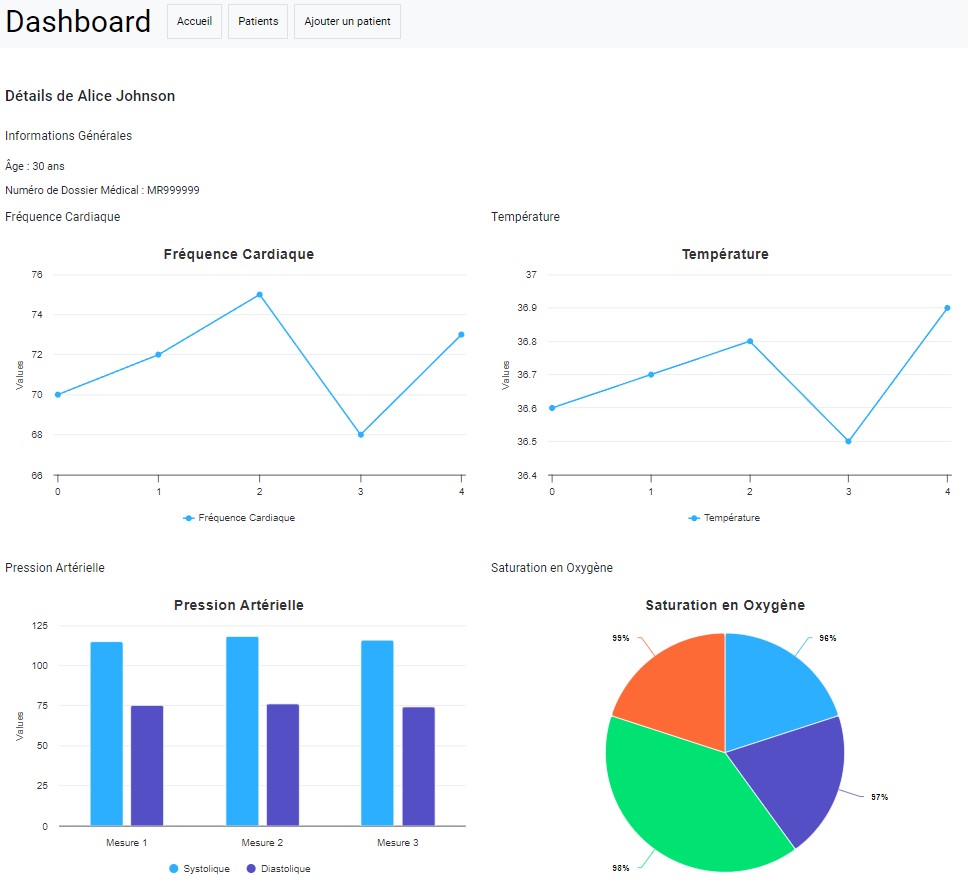 Dashboard Accueil Patients Ajouter un patient
Détails de Alice Johnson
Informations Générales
Âge : 30 ans
Numéro de Dossier Médical : MR999999
Fréquence Cardiaque
Fréquence Cardiaque
76
74
72
70
68
66
Values
0 1 2 3 4
Fréquence Cardiaque
Température
Température
37
36.9
36.8
36.7
36.6
36.5
36.4
Values
0 1 2 3 4
Température
Pression Artérielle
Pression Artérielle
125
100
75
50
25
0
Values
Mesure 1 Mesure 2 Mesure 3
Systolique Diastolique
Saturation en Oxygène
Saturation en Oxygène
99% 96%
97%
98%